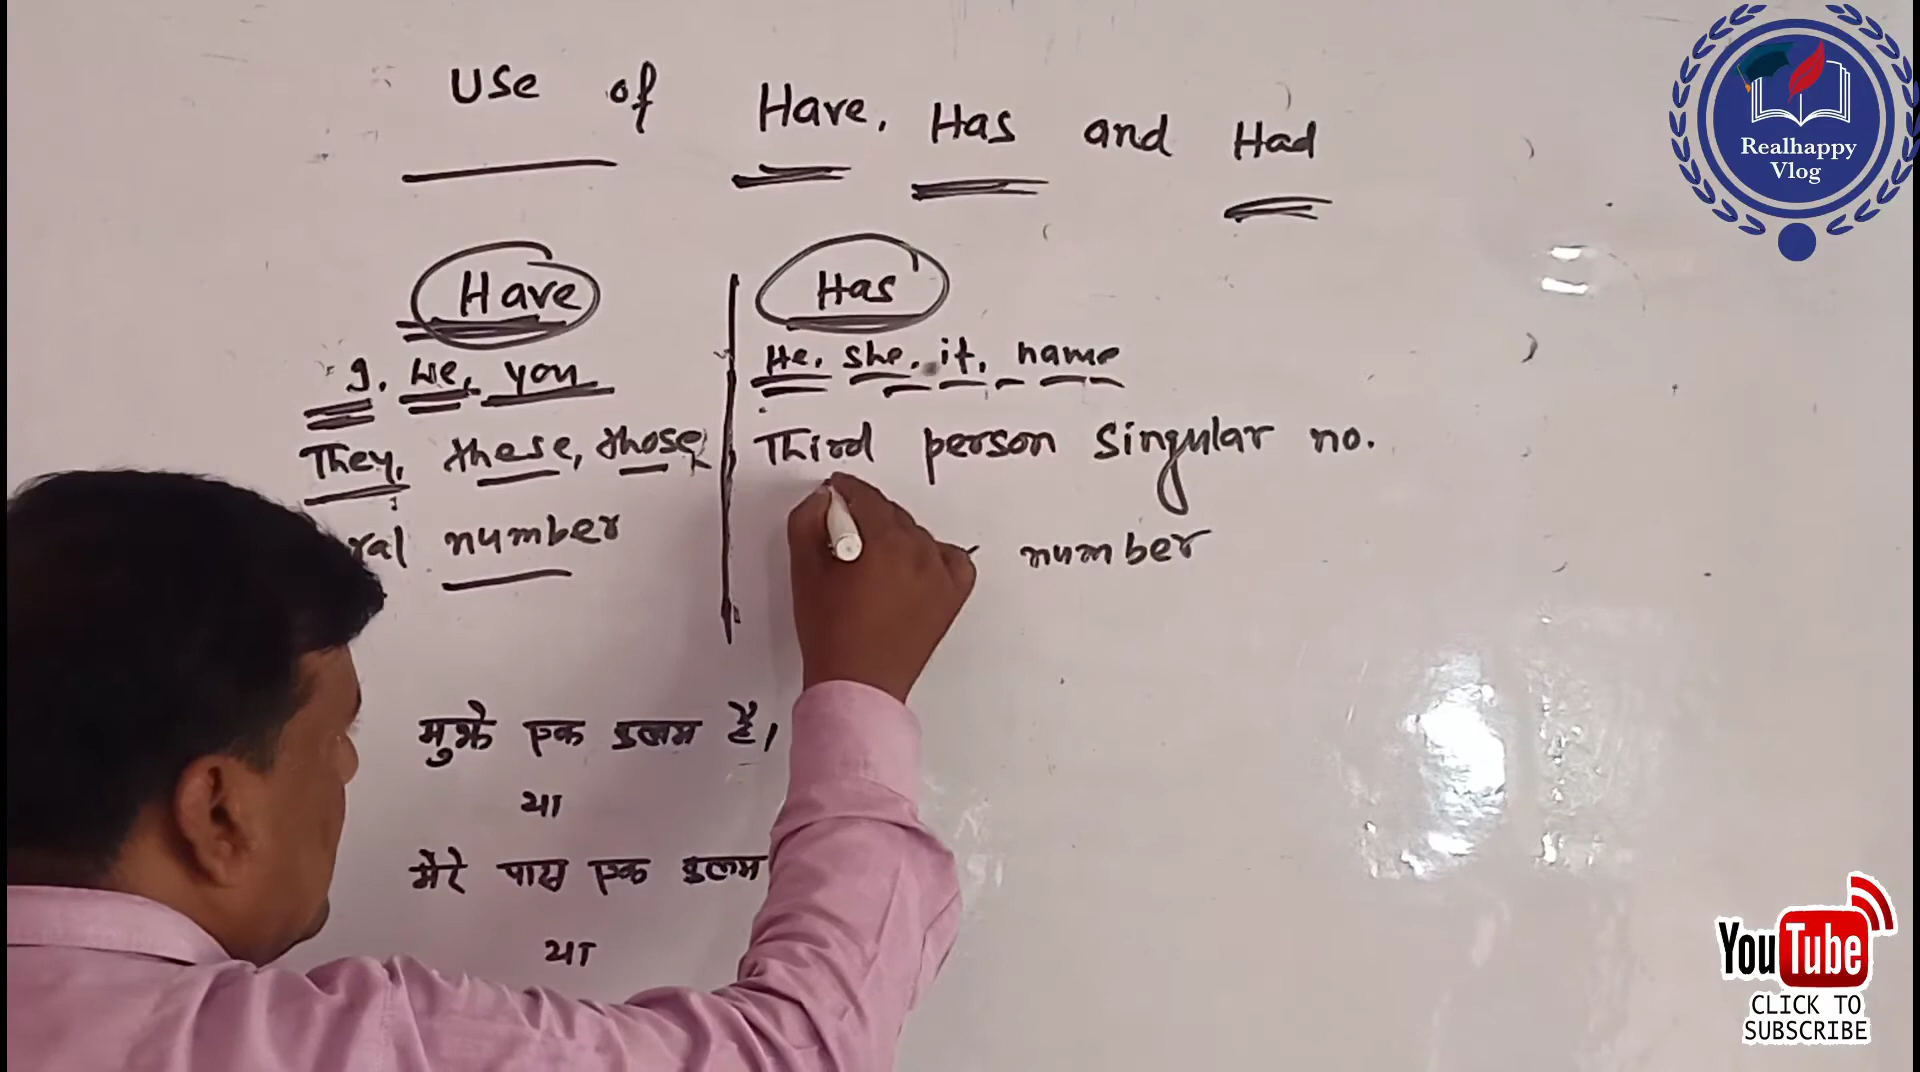 Use of Have, Has and Had
Have
Has
I, we, you
They, these, those,
number
He, she, it, name
Third person Singular no.
number
मुझे एक कलम है।
या
मेरे पास एक कलम
या
Realhappy
Vlog
YouTube
CLICK TO
SUBSCRIBE